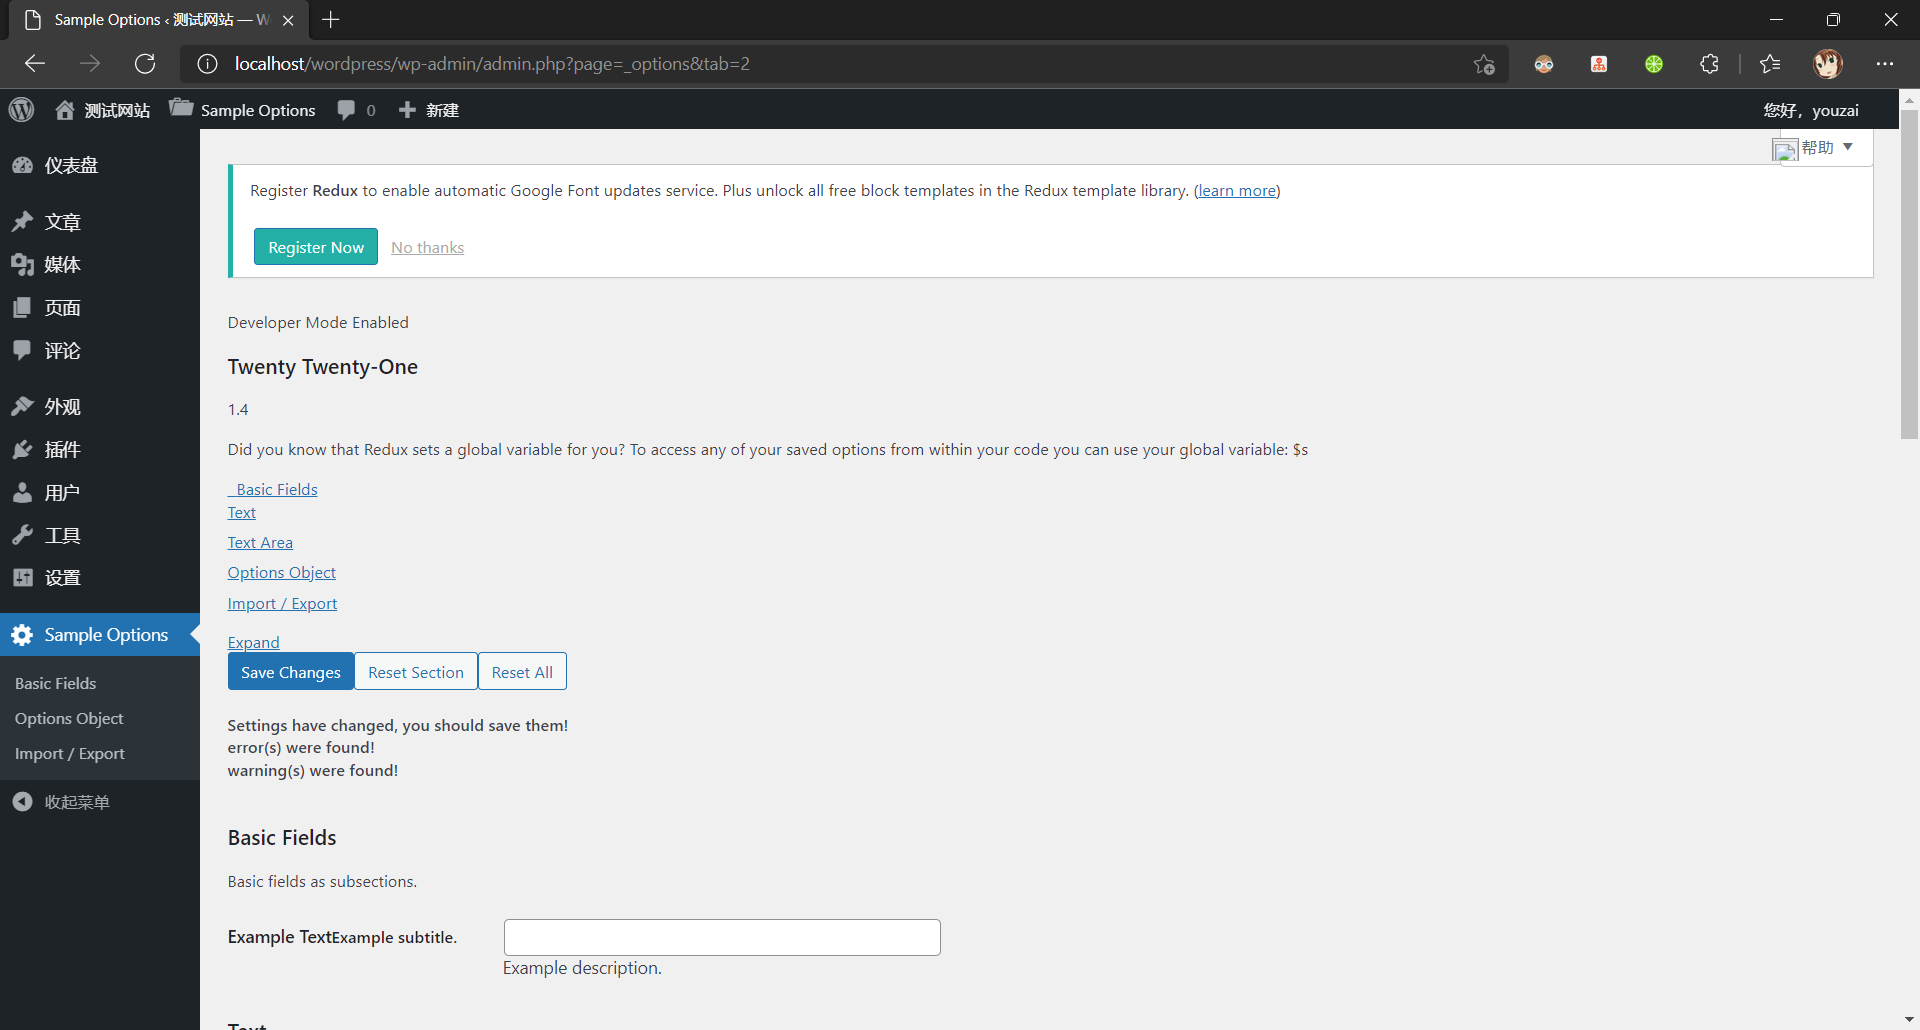 Sample Options ‹ 测试网站 — W
localhost/wordpress/wp-admin/admin.php?page=_options&tab=2
测试网站
Sample Options
0
新建
您好，youzai
帮助
仪表盘
文章
媒体
页面
评论
外观
插件
用户
工具
设置
Sample Options
Basic Fields
Options Object
Import / Export
收起菜单
Register Redux to enable automatic Google Font updates service. Plus unlock all free block templates in the Redux template library. (learn more)
Register Now
No thanks
Developer Mode Enabled
Twenty Twenty-One
1.4
Did you know that Redux sets a global variable for you? To access any of your saved options from within your code you can use your global variable: $s
Basic Fields
Text
Text Area
Options Object
Import / Export
Expand
Save Changes
Reset Section
Reset All
Settings have changed, you should save them!
error(s) were found!
warning(s) were found!
Basic Fields
Basic fields as subsections.
Example TextExample subtitle.
Example description.
Text